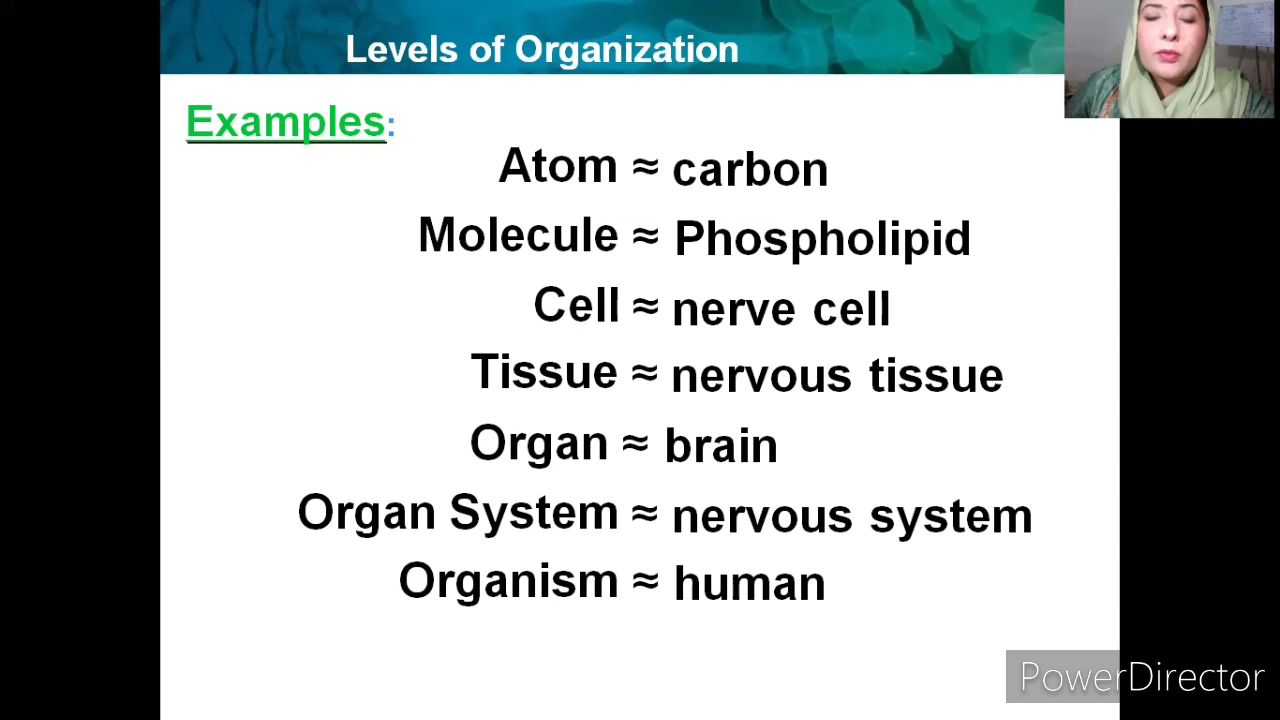 Levels of Organization
Examples:
Atom ≈ carbon
Molecule ≈ Phospholipid
Cell ≈ nerve cell
Tissue ≈ nervous tissue
Organ ≈ brain
Organ System ≈ nervous system
Organism ≈ human
PowerDirector